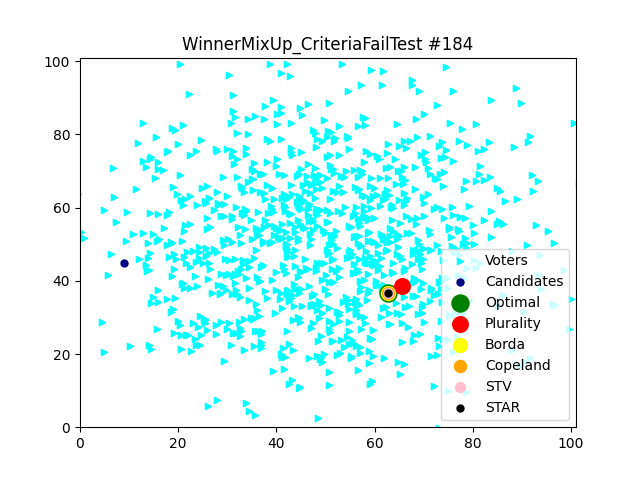 WinnerMixUp_CriteriaFailTest #184
100
80
60
40
20
0
0
20
40
60
80
100
Voters
Candidates
Optimal
Plurality
Borda
Copeland
STV
STAR